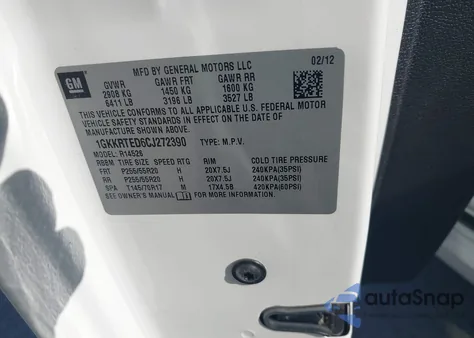 GM
MFD BY GENERAL MOTORS LLC 02/12
GVWR GAWR FRT GAWR RR
2908 KG 1450 KG 1600 KG
6411 LB 3196 LB 3527 LB
THIS VEHICLE CONFORMS TO ALL APPLICABLE U.S. FEDERAL MOTOR
VEHICLE SAFETY AND THEFT PREVENTION STANDARDS IN
EFFECT ON THE DATE OF MANUFACTURE SHOWN ABOVE.
1GKKRTED6CJ272390 TYPE: M.P.V.
MODEL: R14526
RBBM TIRE SIZE SPEED RTG RIM COLD TIRE PRESSURE
FRT P255/55R20 H 20X7.5J 240KPA(35PSI)
RR P255/55R20 H 20X7.5J 240KPA(35PSI)
SPA T145/70R17 M 17X4.5B 420KPA(60PSI)
SEE OWNER'S MANUAL FOR MORE INFORMATION.
autoSnap